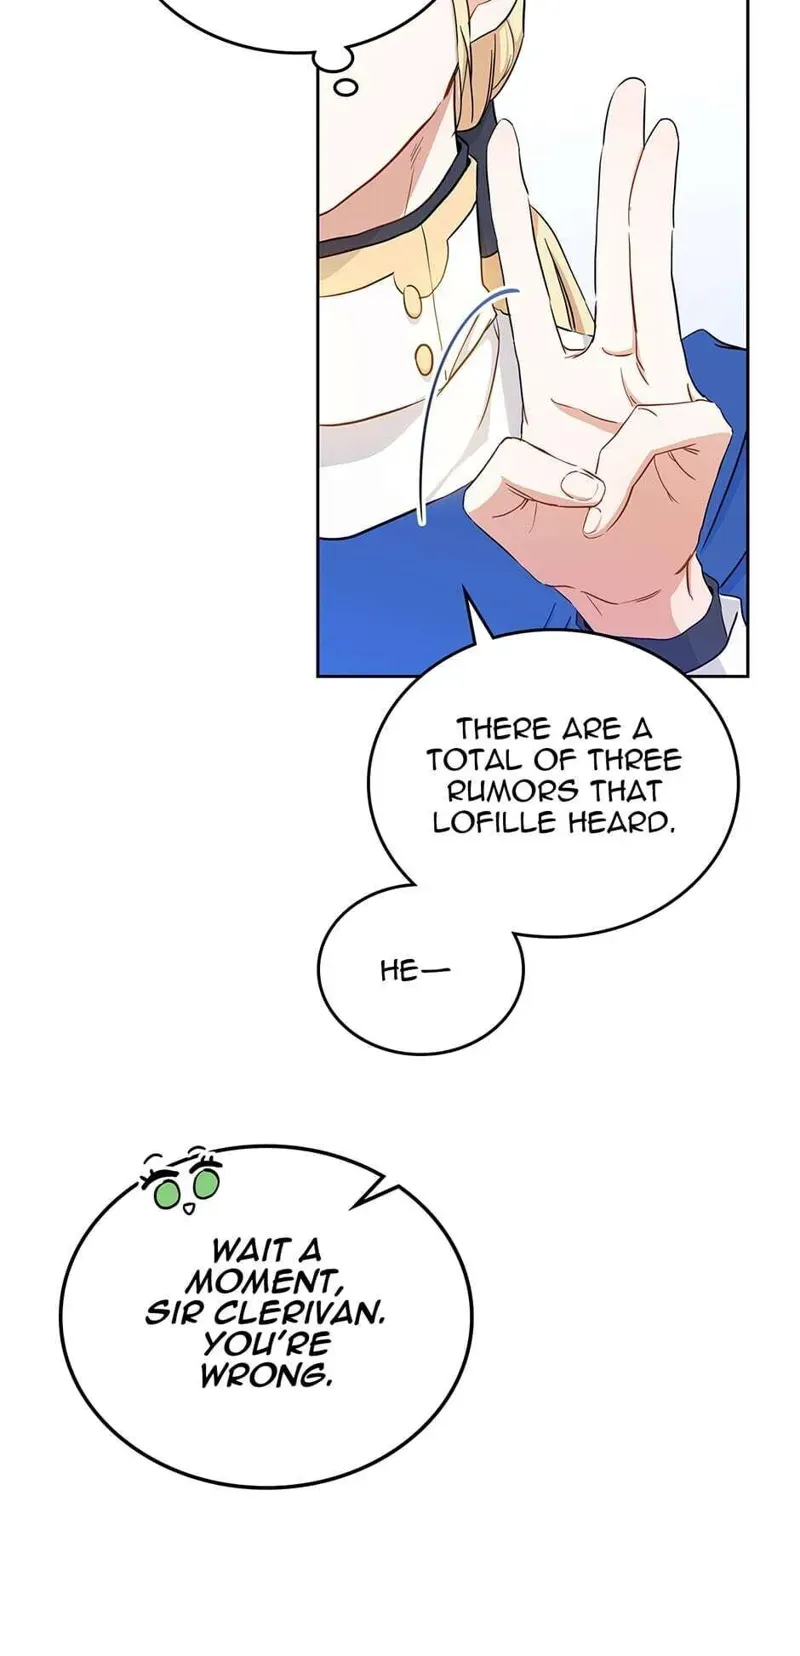 THERE ARE A
TOTAL OF THREE
RUMORS THAT
LOFILLE HEARD.
HE—
WAIT A
MOMENT,
SIR CLERIVAN.
YOU'RE
WRONG.